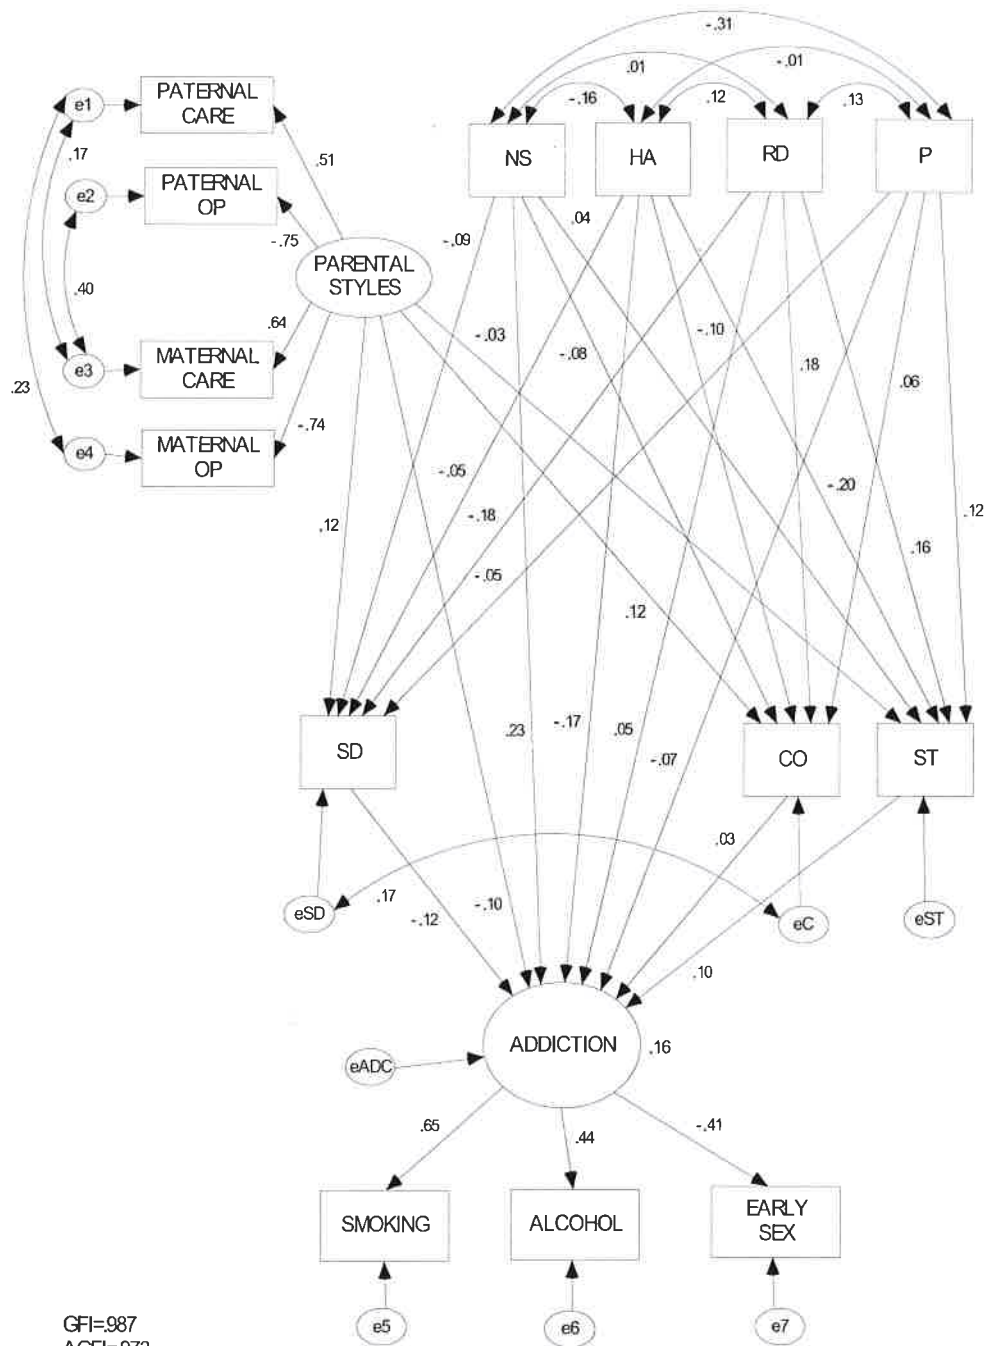 -.31
.01
-.01
-.16
.12
.13
e1
PATERNAL
CARE
NS
HA
RD
P
.17
.51
e2
PATERNAL
OP
.04
-.75
-.09
PARENTAL
STYLES
.40
.64
-.03
-.08
-.10
.18
.06
e3
MATERNAL
CARE
.23
-.74
e4
MATERNAL
OP
-.05
-.20
.12
-.18
.12
.16
-.05
.12
.23
-.17
.05
-.07
SD
CO
ST
.03
.17
-.12
-.10
eSD
eC
eST
.10
ADDICTION
.16
eADC
.65
.44
-.41
SMOKING
ALCOHOL
EARLY
SEX
e5
e6
e7
GFI=.987